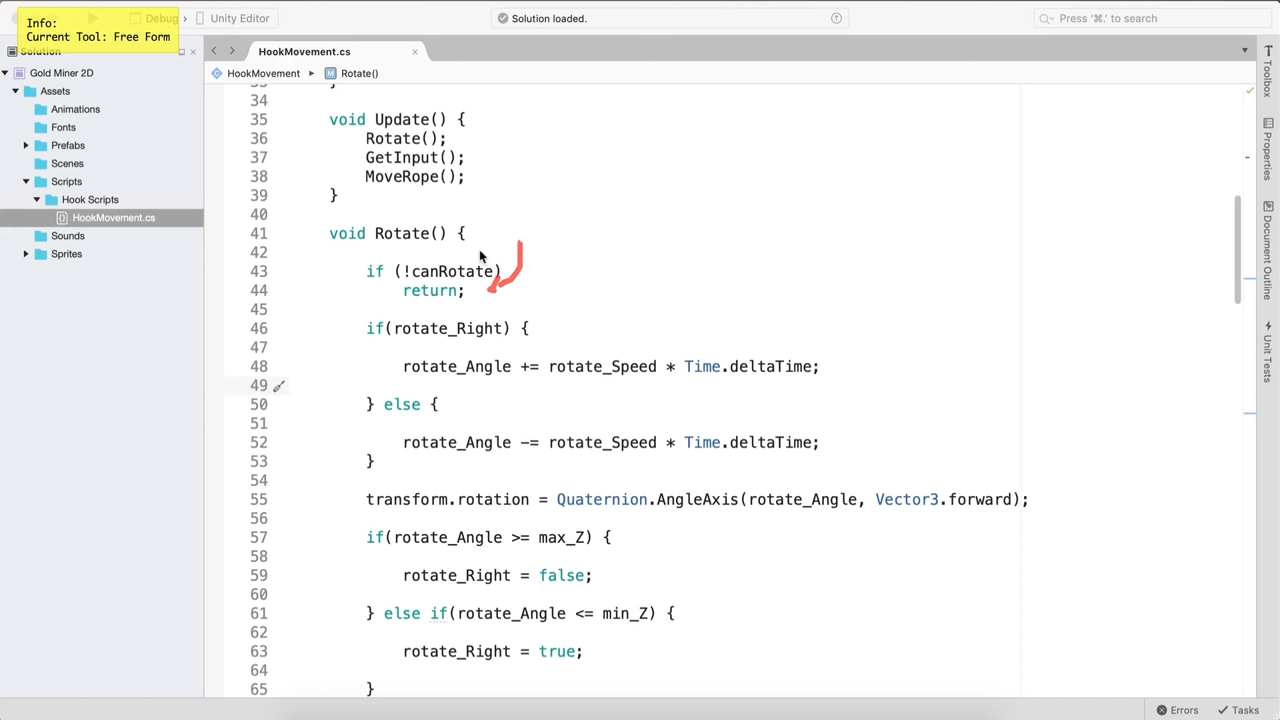 Info:
Current Tool: Free Form
Debug
Unity Editor
Solution loaded.
Press '⌘.' to search
Solution
HookMovement.cs
Gold Miner 2D
HookMovement
Rotate()
Assets
Animations
Fonts
Prefabs
Scenes
Scripts
Hook Scripts
HookMovement.cs
Sounds
Sprites
34
35 void Update() {
36 Rotate();
37 GetInput();
38 MoveRope();
39 }
40
41 void Rotate() {
42
43 if (!canRotate)
44 return;
45
46 if(rotate_Right) {
47
48 rotate_Angle += rotate_Speed * Time.deltaTime;
49
50 } else {
51
52 rotate_Angle -= rotate_Speed * Time.deltaTime;
53 }
54
55 transform.rotation = Quaternion.AngleAxis(rotate_Angle, Vector3.forward);
56
57 if(rotate_Angle >= max_Z) {
58
59 rotate_Right = false;
60
61 } else if(rotate_Angle <= min_Z) {
62
63 rotate_Right = true;
64
65 }
Toolbox
Properties
Document Outline
Unit Tests
Errors
Tasks